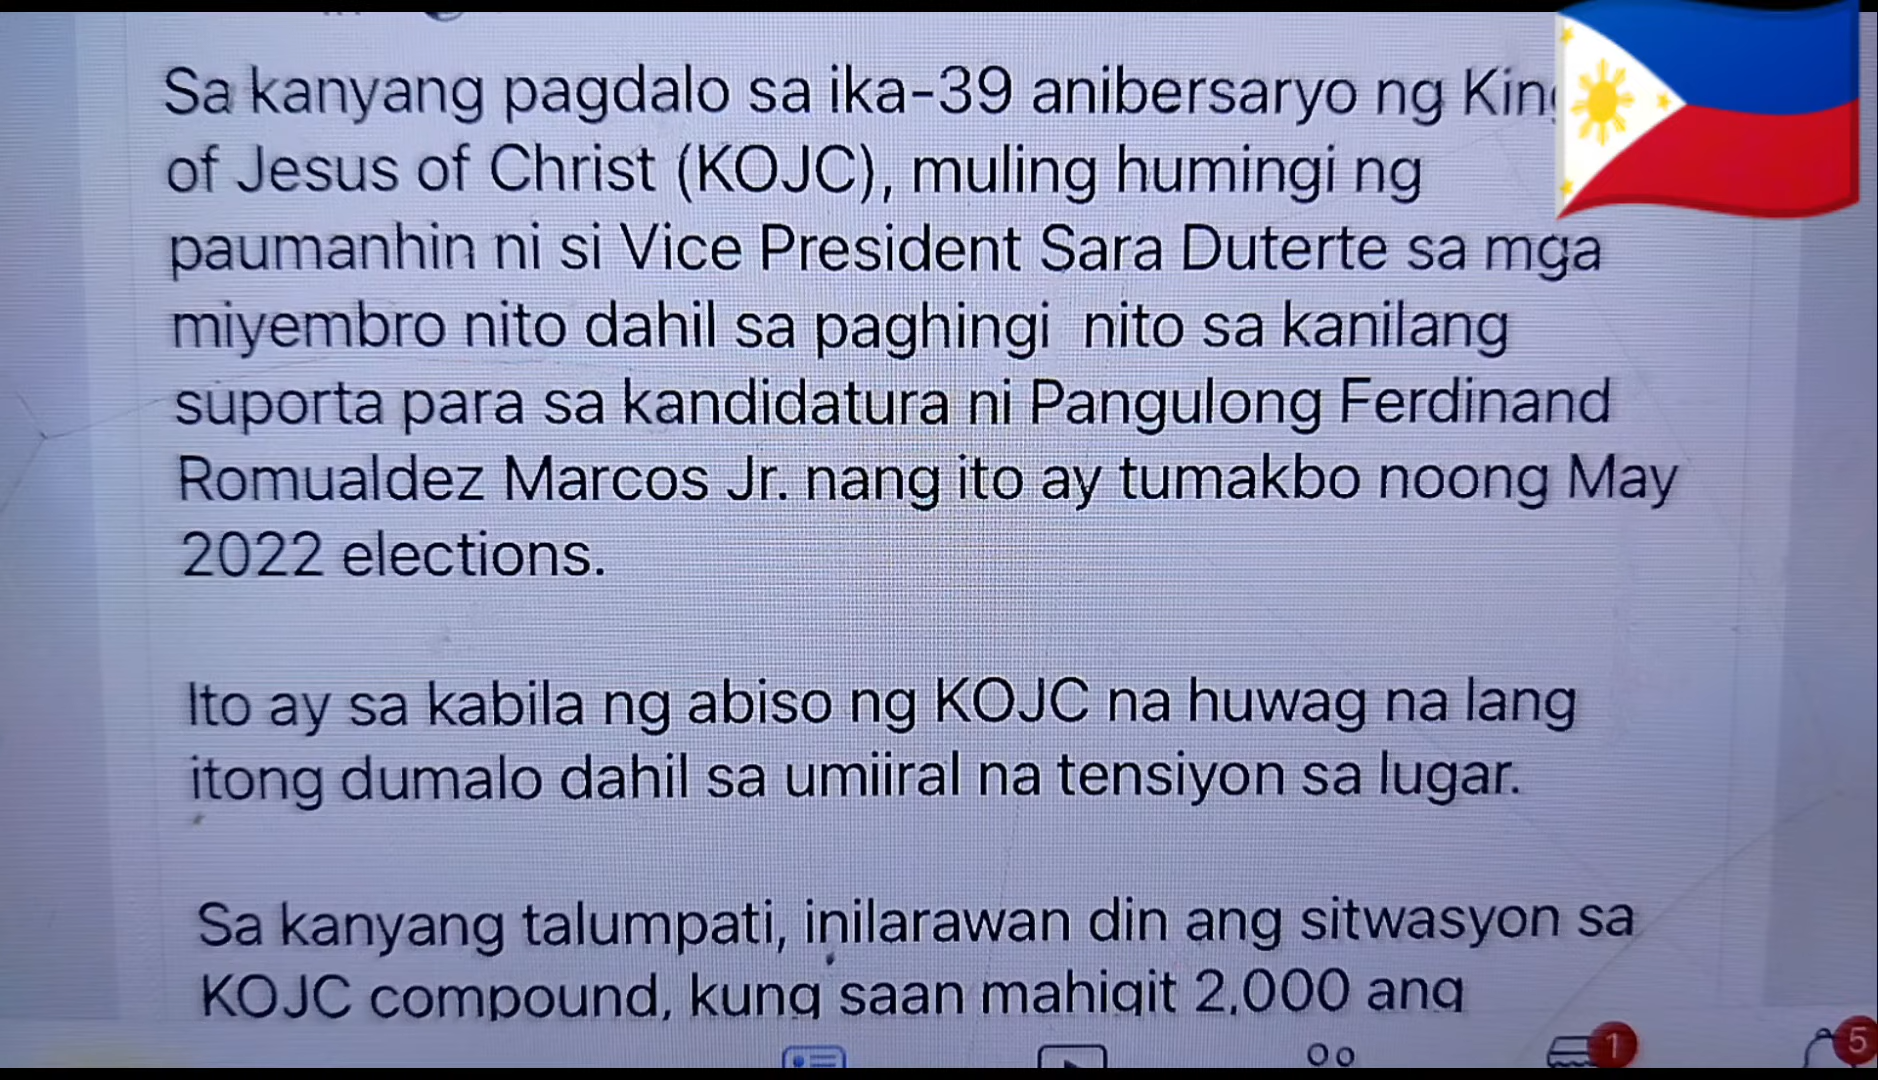 Sa kanyang pagdalo sa ika-39 anibersaryo ng
of Jesus of Christ (KOJC), muling humingi ng
paumanhin ni si Vice President Sara Duterte sa mga
miyembro nito dahil sa paghingi nito sa kanilang
suporta para sa kandidatura ni Pangulong Ferdinand
Romualdez Marcos Jr. nang ito ay tumakbo noong May
2022 elections.
Ito ay sa kabila ng abiso ng KOJC na huwag na lang
itong dumalo dahil sa umiiral na tensiyon sa lugar.
Sa kanyang talumpati, inilarawan din ang sitwasyon sa
KOJC compound, kung saan mahigit 2,000 ang
1
5